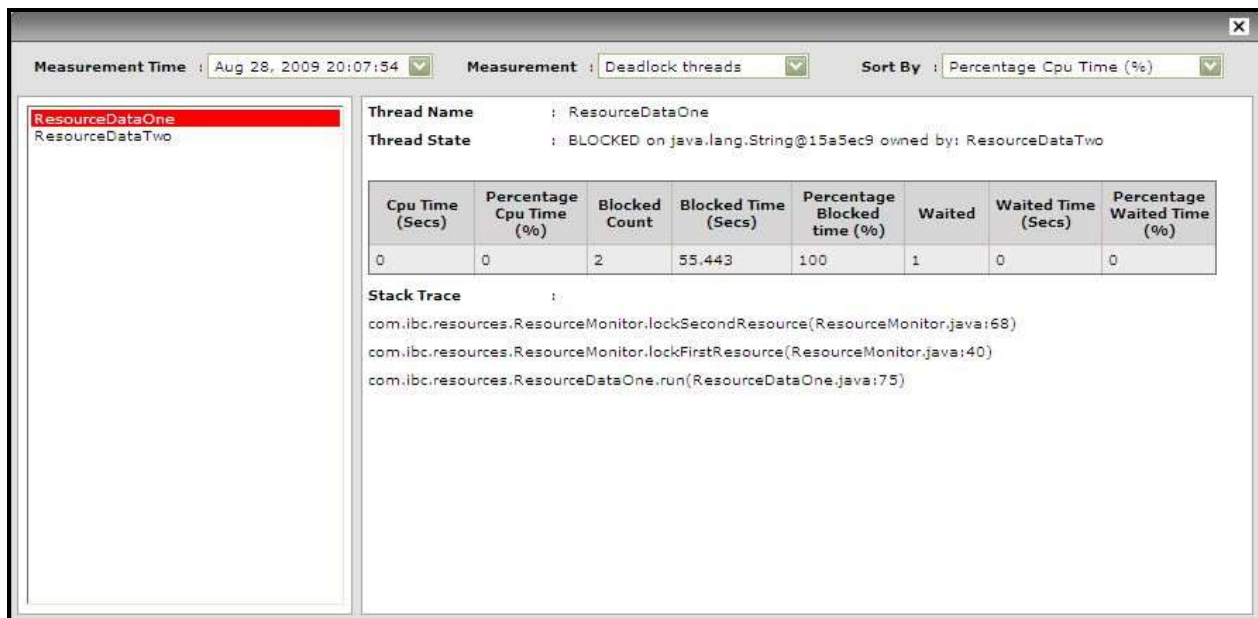 Measurement Time : Aug 28, 2009 20:07:54 Measurement : Deadlock threads Sort By : Percentage Cpu Time (%)
ResourceDataOne
ResourceDataTwo
Thread Name : ResourceDataOne
Thread State : BLOCKED on java.lang.String@15a5ec9 owned by: ResourceDataTwo
Cpu Time (Secs) Percentage Cpu Time (%) Blocked Count Blocked Time (Secs) Percentage Blocked time (%) Waited Waited Time (Secs) Percentage Waited Time (%)
0 0 2 55.443 100 1 0 0
Stack Trace :
com.ibc.resources.ResourceMonitor.lockSecondResource(ResourceMonitor.java:68)
com.ibc.resources.ResourceMonitor.lockFirstResource(ResourceMonitor.java:40)
com.ibc.resources.ResourceDataOne.run(ResourceDataOne.java:75)